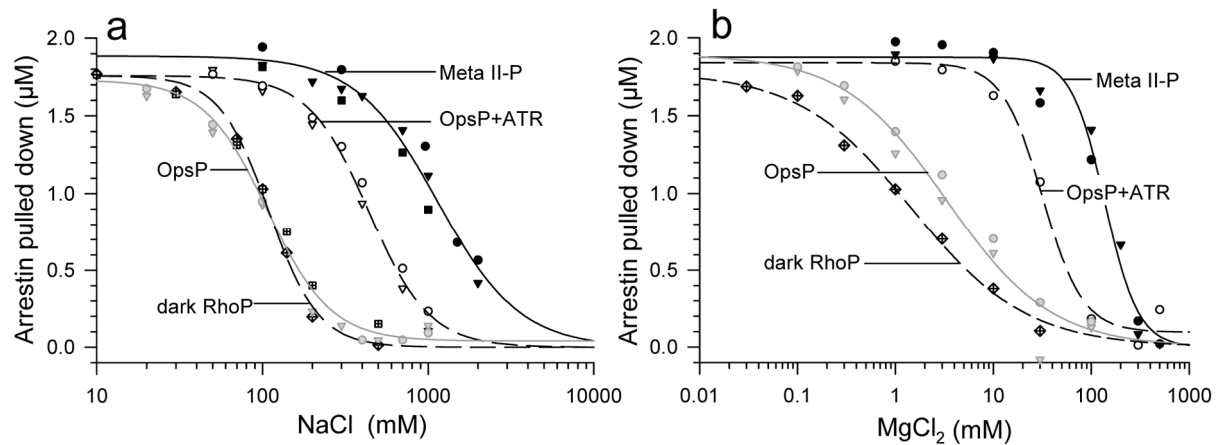 a
Arrestin pulled down (µM)
2.0
1.5
1.0
0.5
0.0
Meta II-P
OpsP+ATR
OpsP
dark RhoP
10
100
1000
10000
NaCl (mM)
b
Arrestin pulled down (µM)
2.0
1.5
1.0
0.5
0.0
Meta II-P
OpsP
OpsP+ATR
dark RhoP
0.01
0.1
1
10
100
1000
MgCl₂ (mM)